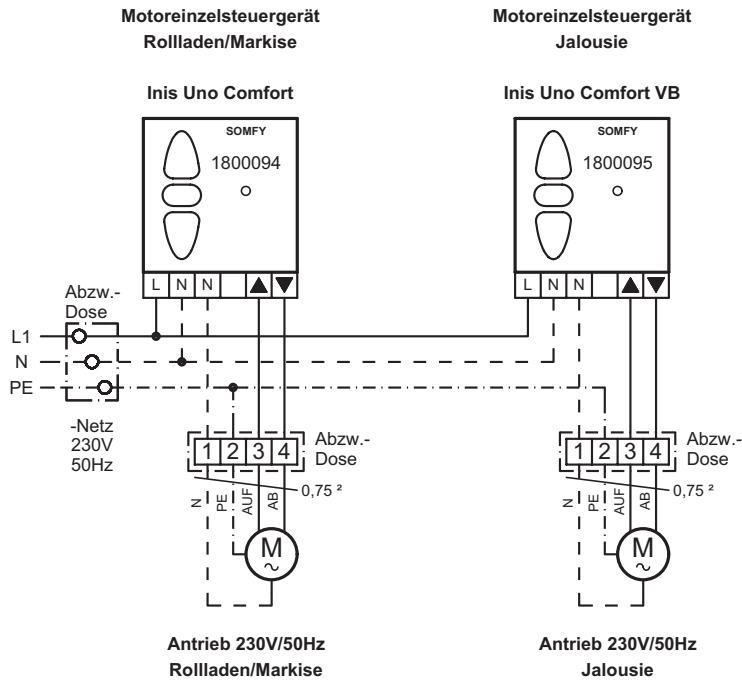 Motoreinzelsteuergerät
Rollladen/Markise
Inis Uno Comfort
SOMFY
1800094
L N N ▲ ▼
Motoreinzelsteuergerät
Jalousie
Inis Uno Comfort VB
SOMFY
1800095
L N N ▲ ▼
Abzw.-
Dose
L1
N
PE
-Netz
230V
50Hz
1 2 3 4
Abzw.-
Dose
0,75 ²
N PE AUF AB
M
~
Antrieb 230V/50Hz
Rollladen/Markise
1 2 3 4
Abzw.-
Dose
0,75 ²
N PE AUF AB
M
~
Antrieb 230V/50Hz
Jalousie